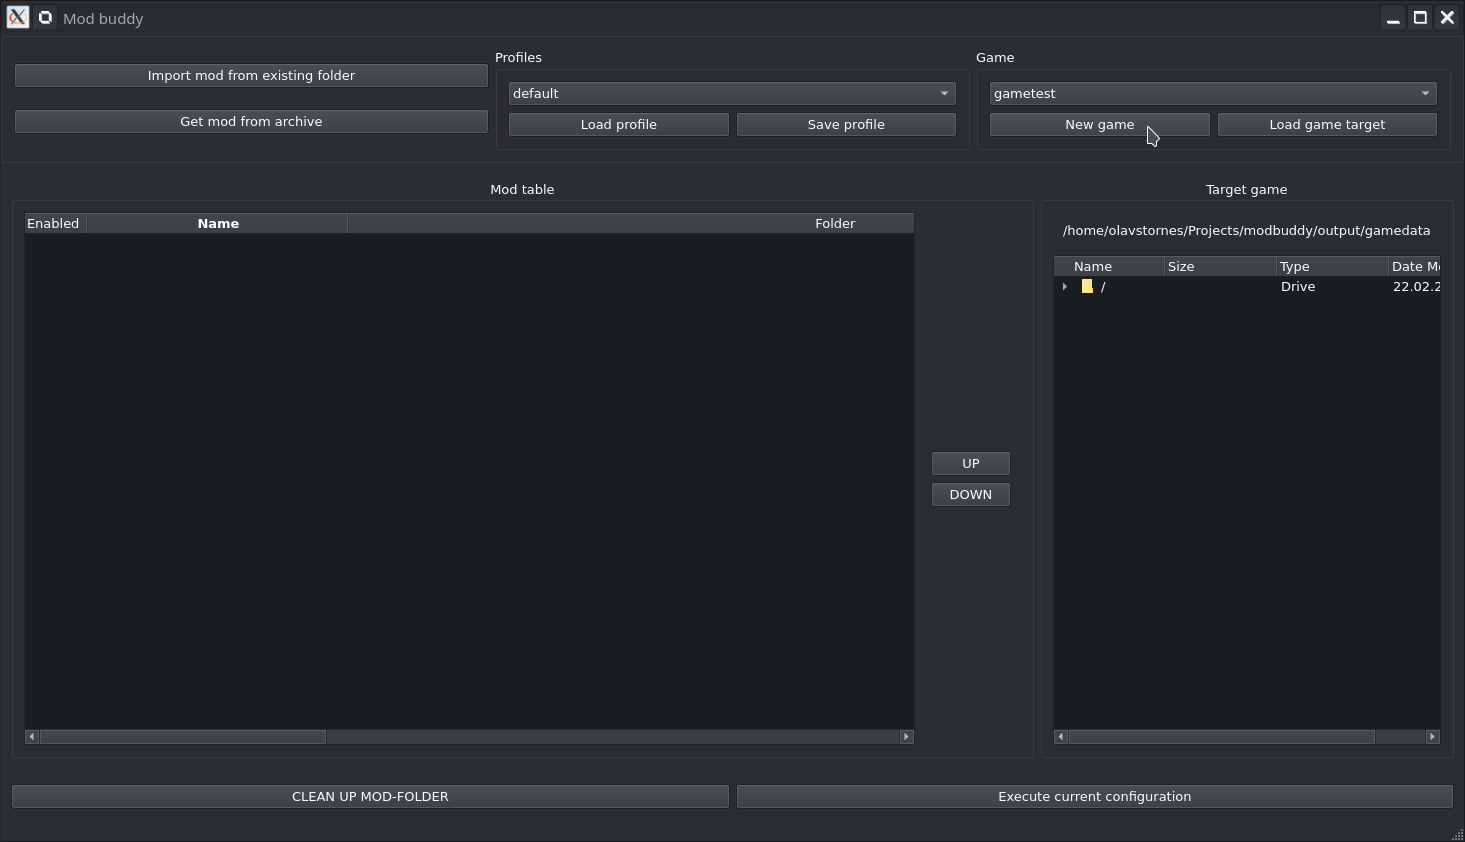 Mod buddy
Import mod from existing folder
Get mod from archive
Profiles
default
Load profile
Save profile
Game
gametest
New game
Load game target
Mod table
Enabled
Name
Folder
UP
DOWN
Target game
/home/olavstornes/Projects/modbuddy/output/gamedata
Name
Size
Type
Date M
/
Drive
22.02.2
CLEAN UP MOD-FOLDER
Execute current configuration